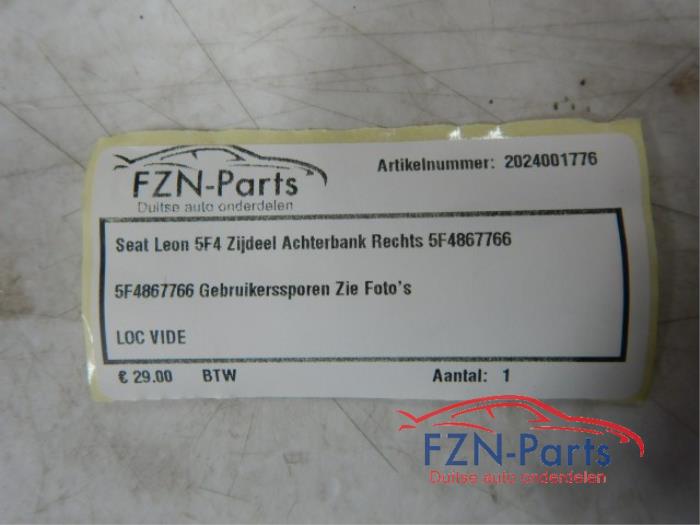 FZN-Parts
Duitse auto onderdelen
Artikelnummer: 2024001776
Seat Leon 5F4 Zijdeel Achterbank Rechts 5F4867766
5F4867766 Gebruikerssporen Zie Foto's
LOC VIDE
€ 29.00 BTW Aantal: 1
FZN-Parts
Duitse auto onderdelen